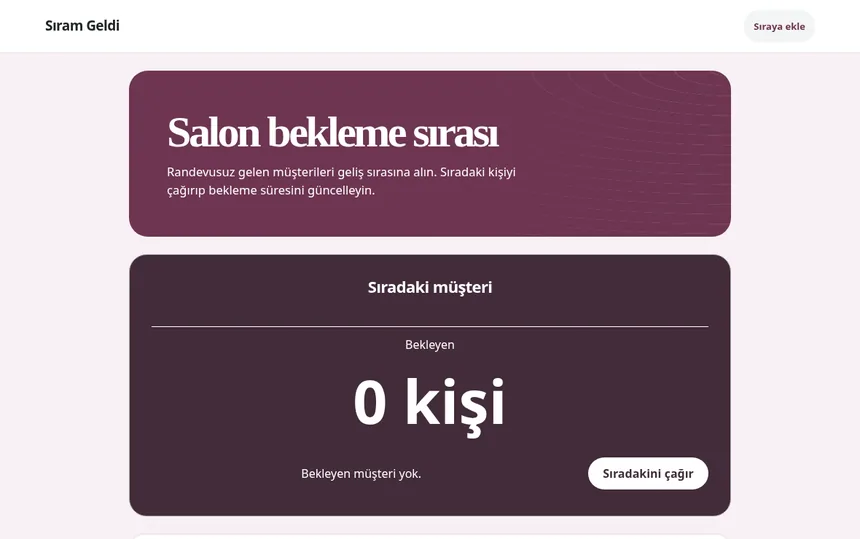 Sıram Geldi
Sıraya ekle
Salon bekleme sırası
Randevusuz gelen müşterileri geliş sırasına alın. Sıradaki kişiyi
çağırıp bekleme süresini güncelleyin.
Sıradaki müşteri
Bekleyen
0 kişi
Bekleyen müşteri yok.
Sıradakini çağır